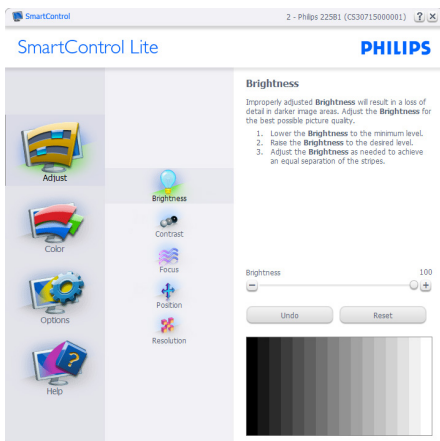 SmartControl
2 - Philips 225B1 (CS30715000001)
SmartControl Lite
PHILIPS
Adjust
Color
Options
Help
Brightness
Contrast
Focus
Position
Resolution
Brightness
Improperly adjusted Brightness will result in a loss of
detail in darker image areas. Adjust the Brightness for
the best possible picture quality.
1. Lower the Brightness to the minimum level.
2. Raise the Brightness to the desired level.
3. Adjust the Brightness as needed to achieve
an equal separation of the stripes.
Brightness 100
Undo Reset